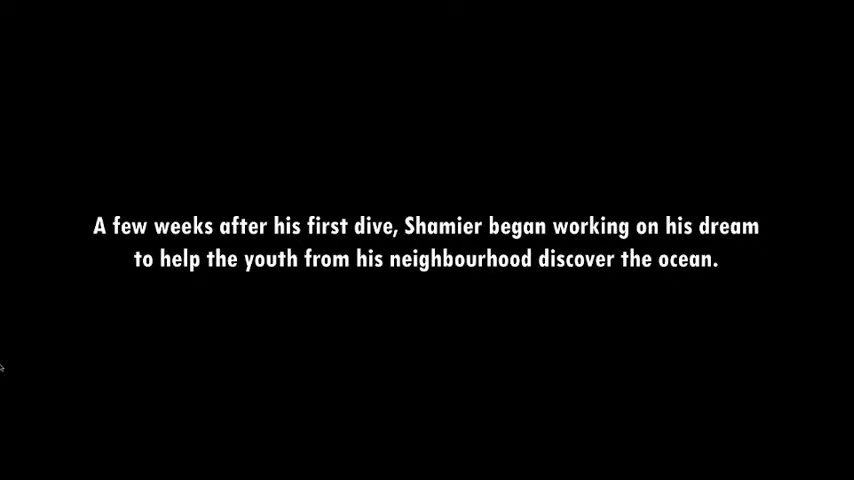 A few weeks after his first dive, Shamier began working on his dream
to help the youth from his neighbourhood discover the ocean.